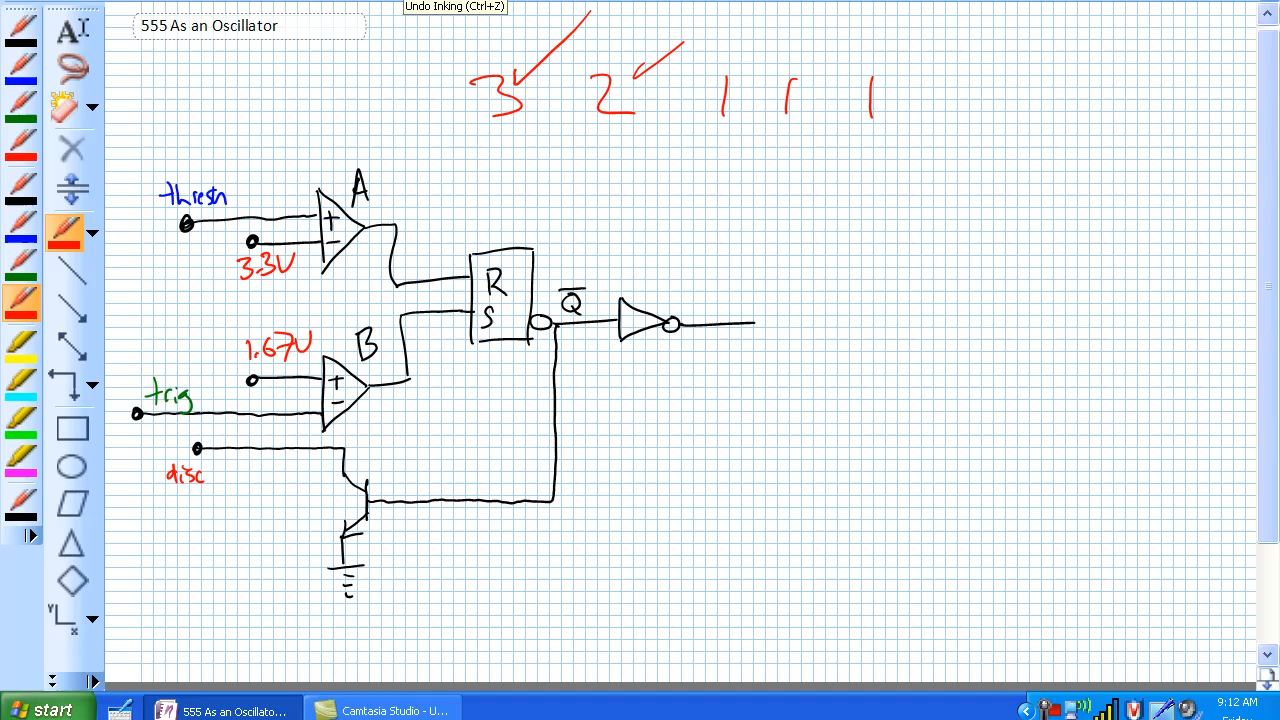 Undo Inking (Ctrl+Z)
555 As an Oscillator
3 2 1 1 1
A
thresh
+
−
3.3V
R
Q
S
B
1.67V
+
−
trig
disc
start
555 As an Oscillato...
Camtasia Studio - U...
9:12 AM
Friday